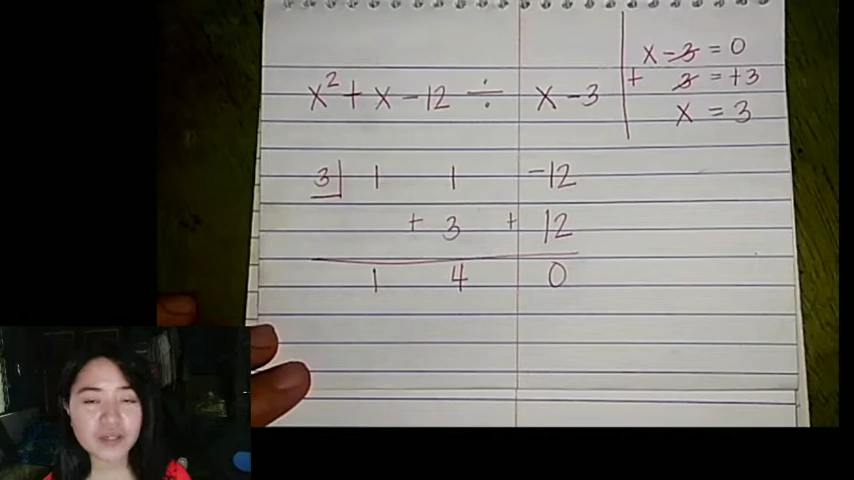 x² + x - 12 ÷ x - 3
x - 3 = 0
+ 3 = +3
x = 3
3 1 1 -12
+ 3 + 12
1 4 0